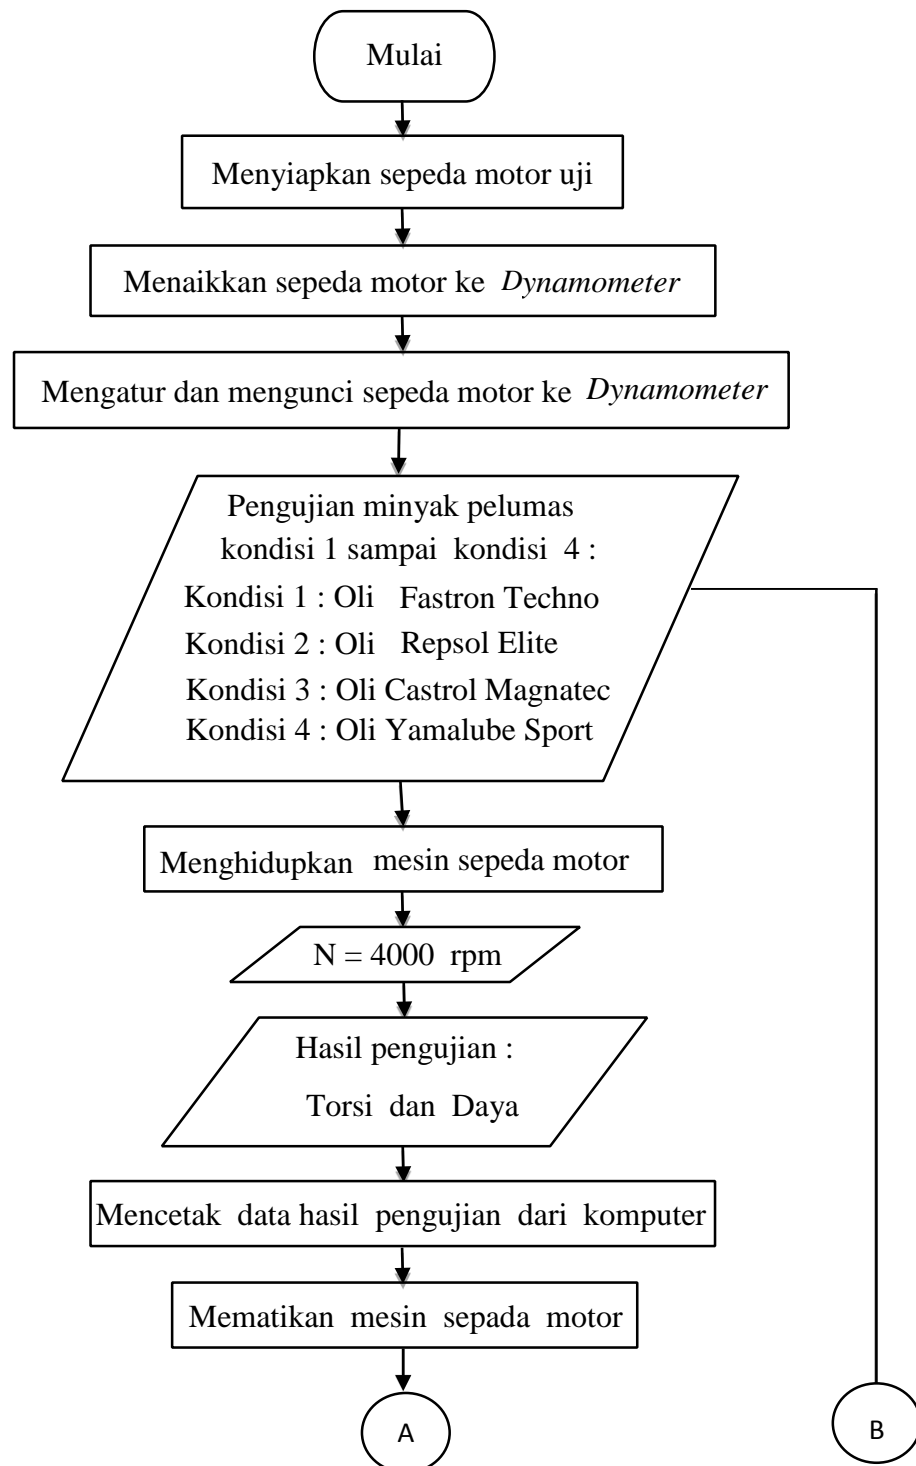 Mulai
Menyiapkan sepeda motor uji
Menaikkan sepeda motor ke Dynamometer
Mengatur dan mengunci sepeda motor ke Dynamometer
Pengujian minyak pelumas
kondisi 1 sampai kondisi 4 :
Kondisi 1 : Oli Fastron Techno
Kondisi 2 : Oli Repsol Elite
Kondisi 3 : Oli Castrol Magnatec
Kondisi 4 : Oli Yamalube Sport
Menghidupkan mesin sepeda motor
N = 4000 rpm
Hasil pengujian :
Torsi dan Daya
Mencetak data hasil pengujian dari komputer
Mematikan mesin sepada motor
A
B